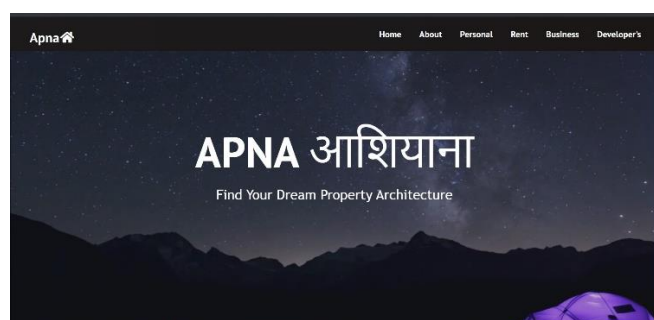 Apna
Home About Personal Rent Business Developer's
APNA आशियाना
Find Your Dream Property Architecture